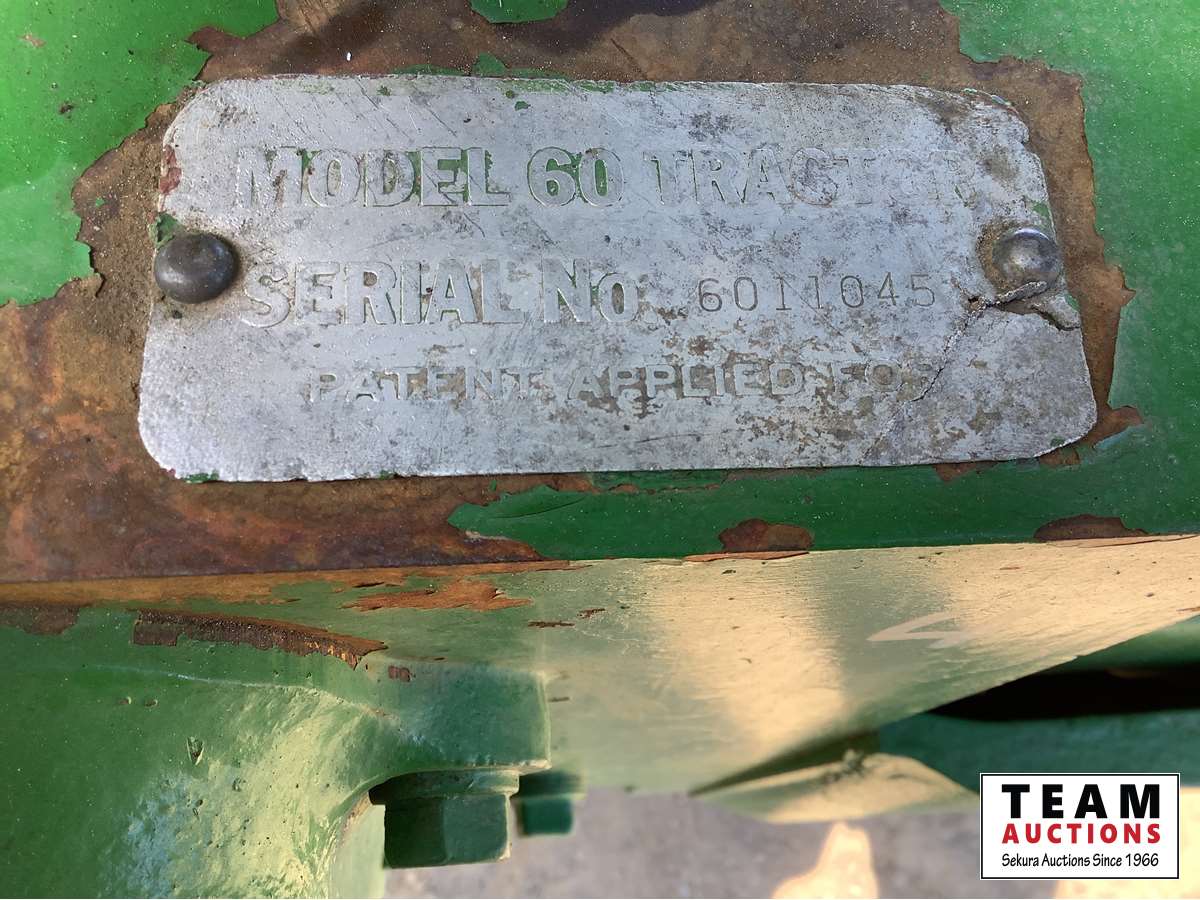 MODEL 60 TRACTOR
SERIAL NO. 6011045
PATENT APPLIED FOR
TEAM
AUCTIONS
Sekura Auctions Since 1966